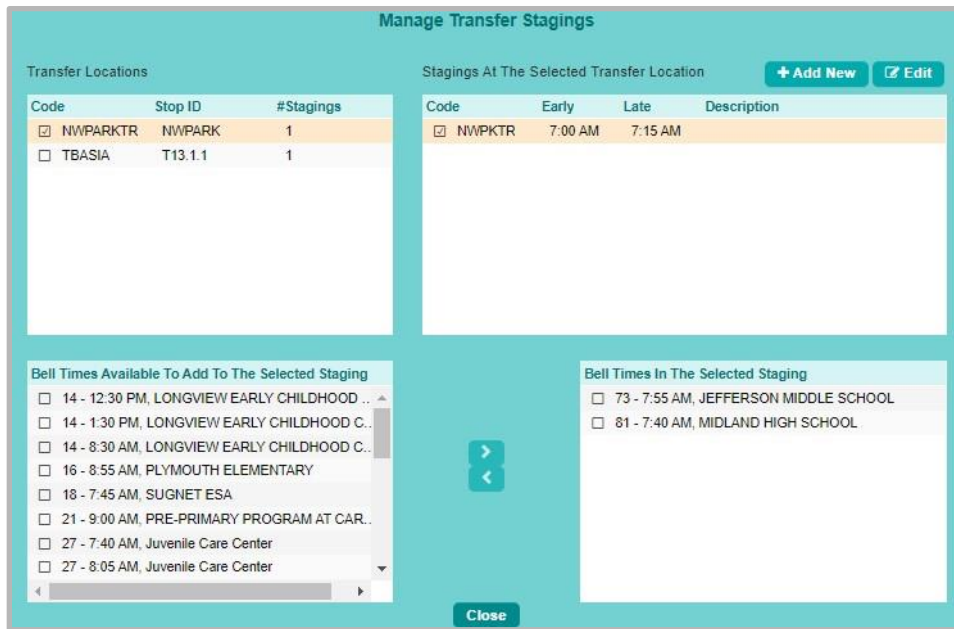 Manage Transfer Stagings
Transfer Locations
Code Stop ID #Stagings
NWPARKTR NWPARK 1
TBASIA T13.1.1 1
Stagings At The Selected Transfer Location
+ Add New Edit
Code Early Late Description
NWPKTR 7:00 AM 7:15 AM
Bell Times Available To Add To The Selected Staging
14 - 12:30 PM, LONGVIEW EARLY CHILDHOOD ..
14 - 1:30 PM, LONGVIEW EARLY CHILDHOOD C..
14 - 8:30 AM, LONGVIEW EARLY CHILDHOOD C..
16 - 8:55 AM, PLYMOUTH ELEMENTARY
18 - 7:45 AM, SUGNET ESA
21 - 9:00 AM, PRE-PRIMARY PROGRAM AT CAR..
27 - 7:40 AM, Juvenile Care Center
27 - 8:05 AM, Juvenile Care Center
Bell Times In The Selected Staging
73 - 7:55 AM, JEFFERSON MIDDLE SCHOOL
81 - 7:40 AM, MIDLAND HIGH SCHOOL
Close